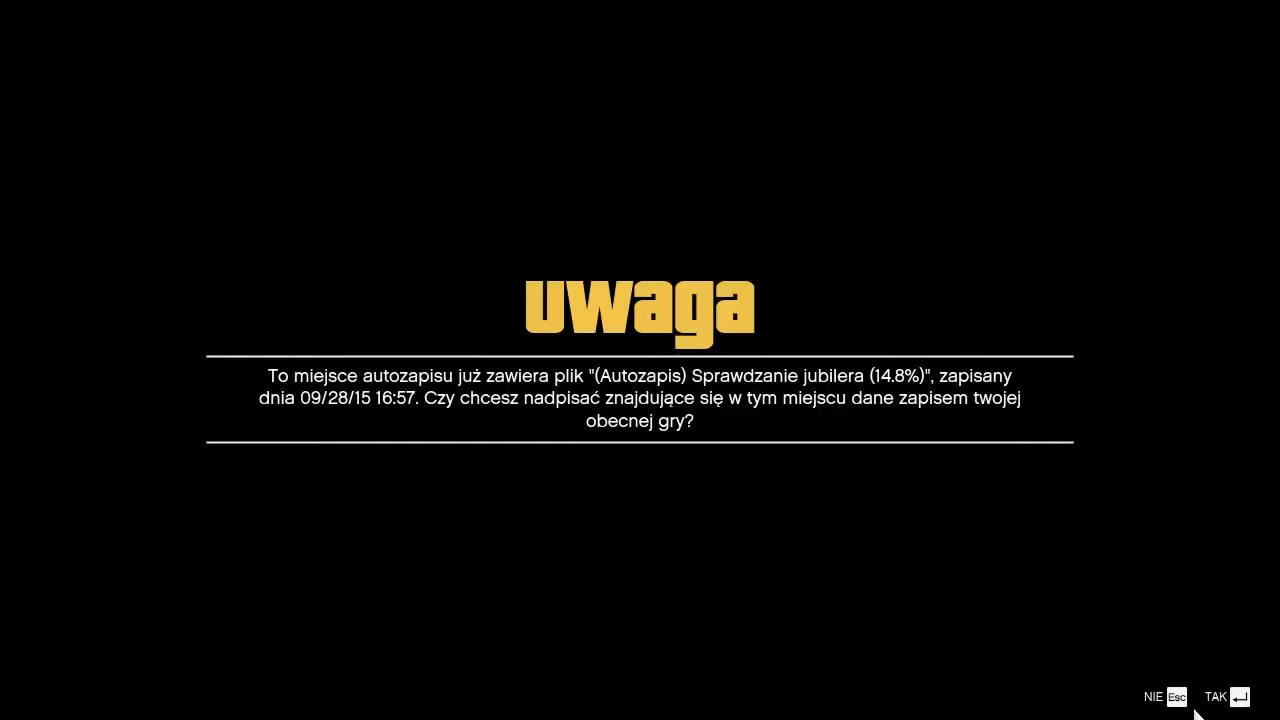 uwaga
To miejsce autozapisu już zawiera plik "(Autozapis) Sprawdzanie jubilera (14.8%)", zapisany
dnia 09/28/15 16:57. Czy chcesz nadpisać znajdujące się w tym miejscu dane zapisem twojej
obecnej gry?
NIE Esc TAK